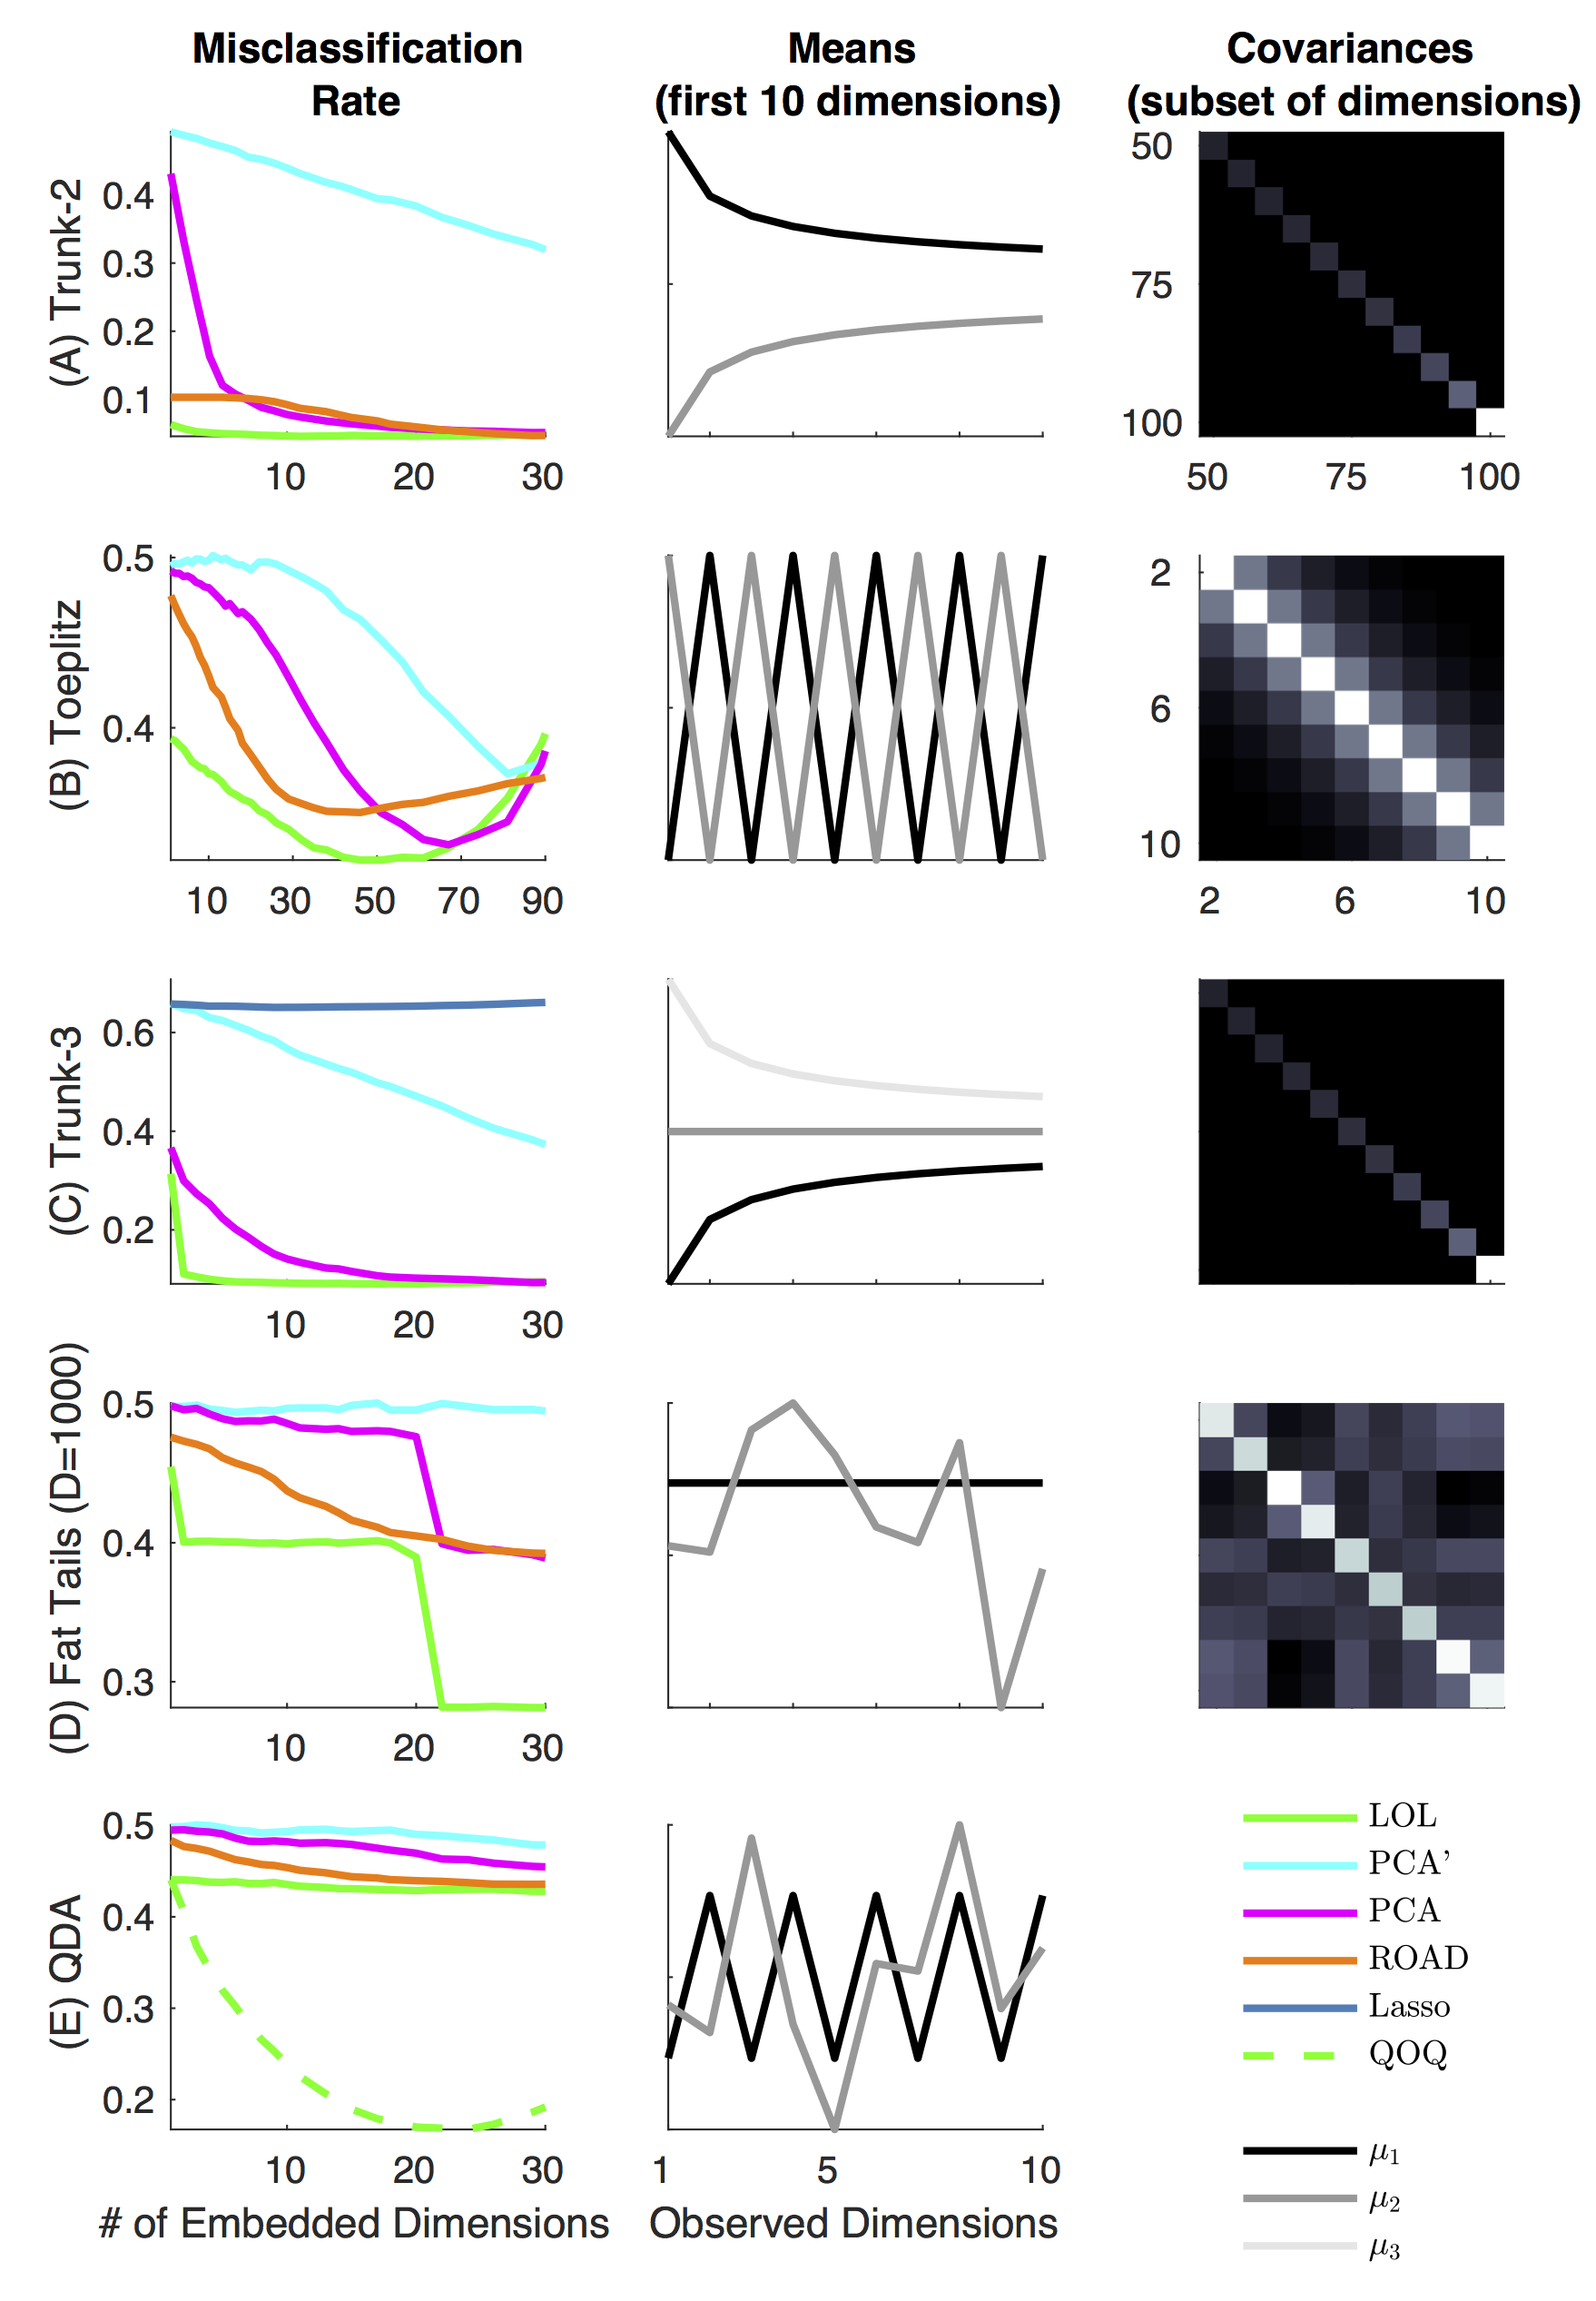 Misclassification Rate
Means (first 10 dimensions)
Covariances (subset of dimensions)
(A) Trunk-2
0.4
0.3
0.2
0.1
10 20 30
50
75
100
50 75 100
(B) Toeplitz
0.5
0.4
10 30 50 70 90
2
6
10
2 6 10
(C) Trunk-3
0.6
0.4
0.2
10 20 30
(D) Fat Tails (D=1000)
0.5
0.4
0.3
10 20 30
(E) QDA
0.5
0.4
0.3
0.2
10 20 30
# of Embedded Dimensions
1 5 10
Observed Dimensions
LOL
PCA'
PCA
ROAD
Lasso
QOQ
μ1
μ2
μ3